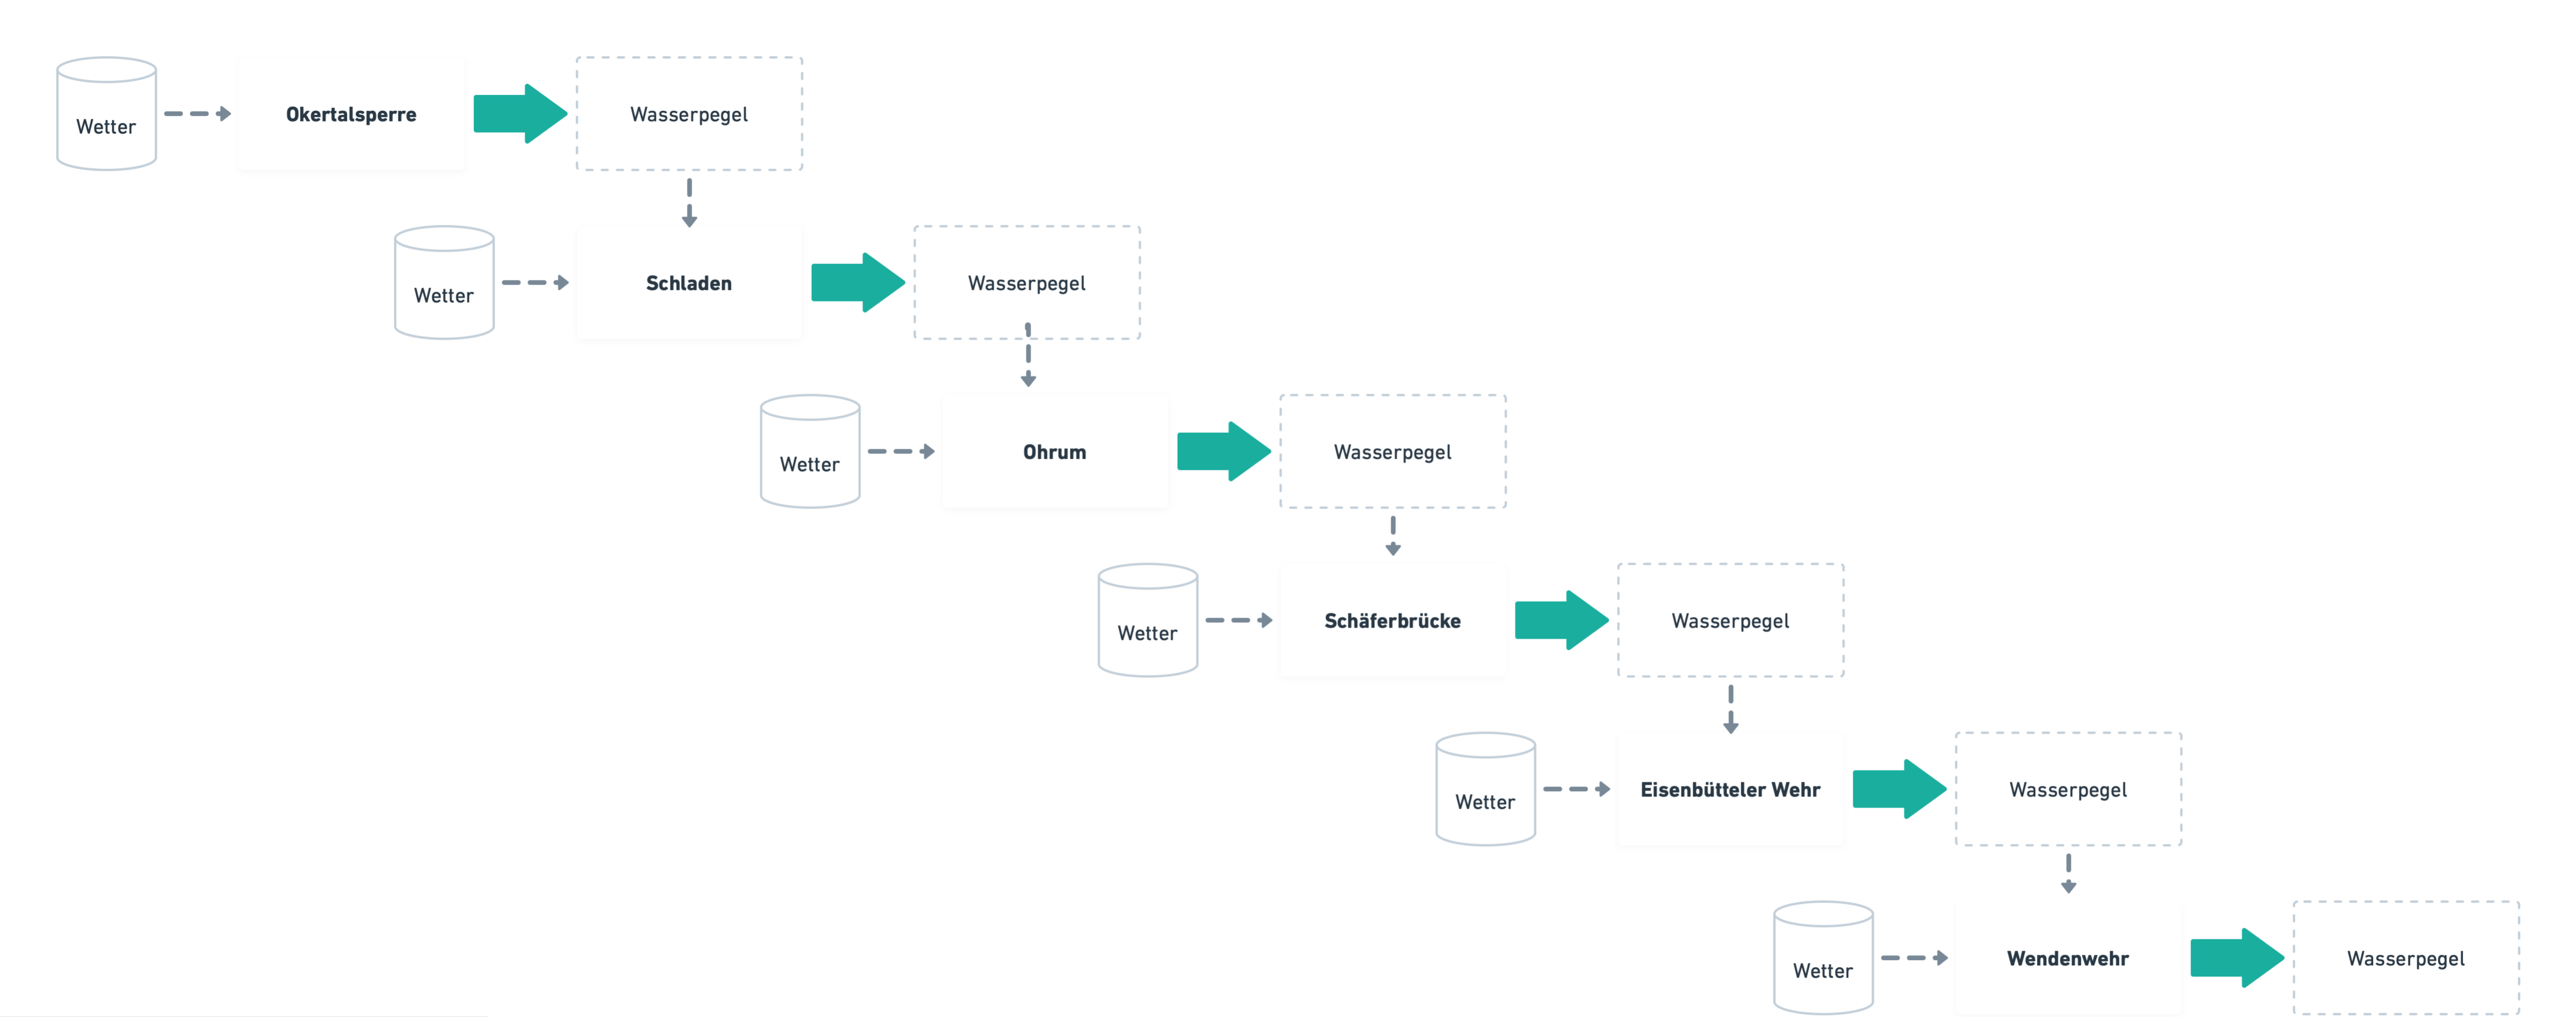 Wetter
Okertalsperre
Wasserpegel
Wetter
Schladen
Wasserpegel
Wetter
Ohrum
Wasserpegel
Wetter
Schäferbrücke
Wasserpegel
Wetter
Eisenbütteler Wehr
Wasserpegel
Wetter
Wendenwehr
Wasserpegel